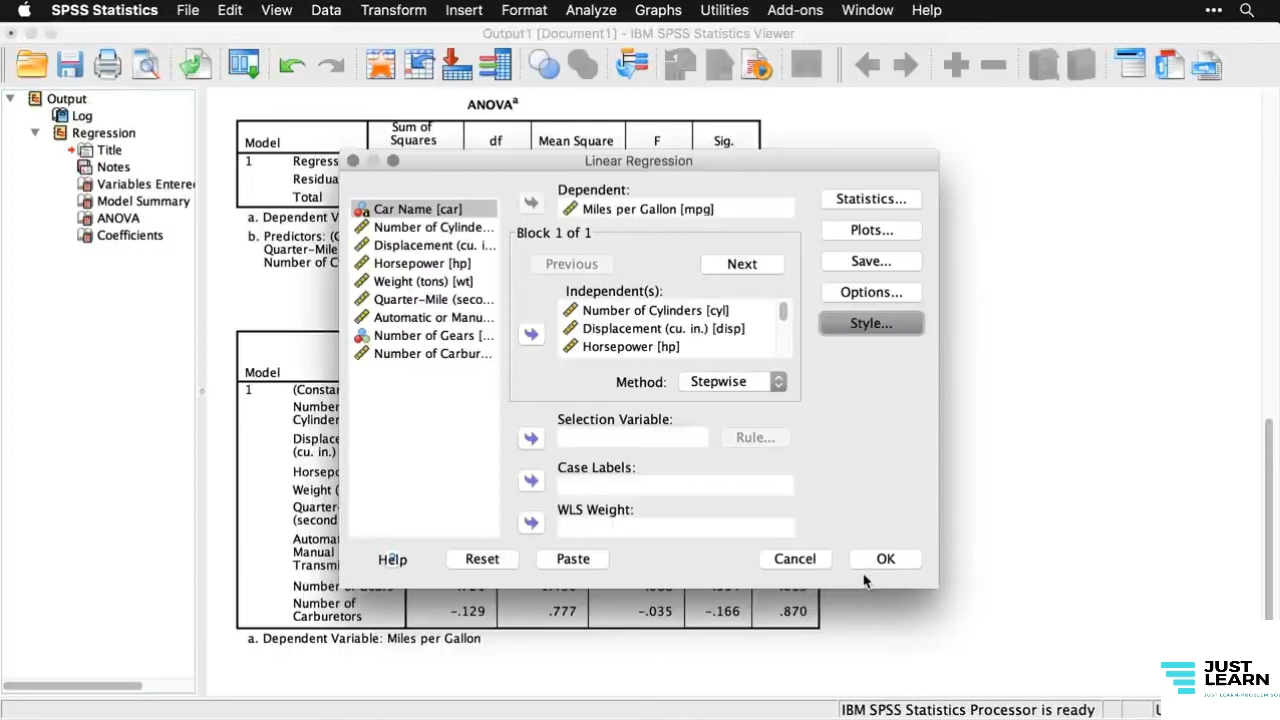 SPSS Statistics File Edit View Data Transform Insert Format Analyze Graphs Utilities Add-ons Window Help
Output1 [Document1] - IBM SPSS Statistics Viewer
Output
Log
Regression
Title
Notes
Variables Entere
Model Summary
ANOVA
Coefficients
ANOVAa
Model Sum of Squares df Mean Square F Sig.
1 Regres
Residua
Total
a. Dependent V
b. Predictors: (C
Quarter-Mile
Number of Cy
Model
1 (Constan
Number
Cylinder
Displace
(cu. in.)
Horsepo
Weight (
Quarter-
(second
Automat
Manual
Transmi
Number of
Number of
Carburetors -.129 .777 -.035 -.166 .870
a. Dependent Variable: Miles per Gallon
Linear Regression
Car Name [car]
Number of Cylinde...
Displacement (cu. i...
Horsepower [hp]
Weight (tons) [wt]
Quarter-Mile (seco...
Automatic or Manu...
Number of Gears [...
Number of Carbur...
Dependent:
Miles per Gallon [mpg]
Block 1 of 1
Previous Next
Independent(s):
Number of Cylinders [cyl]
Displacement (cu. in.) [disp]
Horsepower [hp]
Method: Stepwise
Selection Variable:
Rule...
Case Labels:
WLS Weight:
Statistics...
Plots...
Save...
Options...
Style...
Help Reset Paste Cancel OK
JUST
LEARN
IBM SPSS Statistics Processor is ready